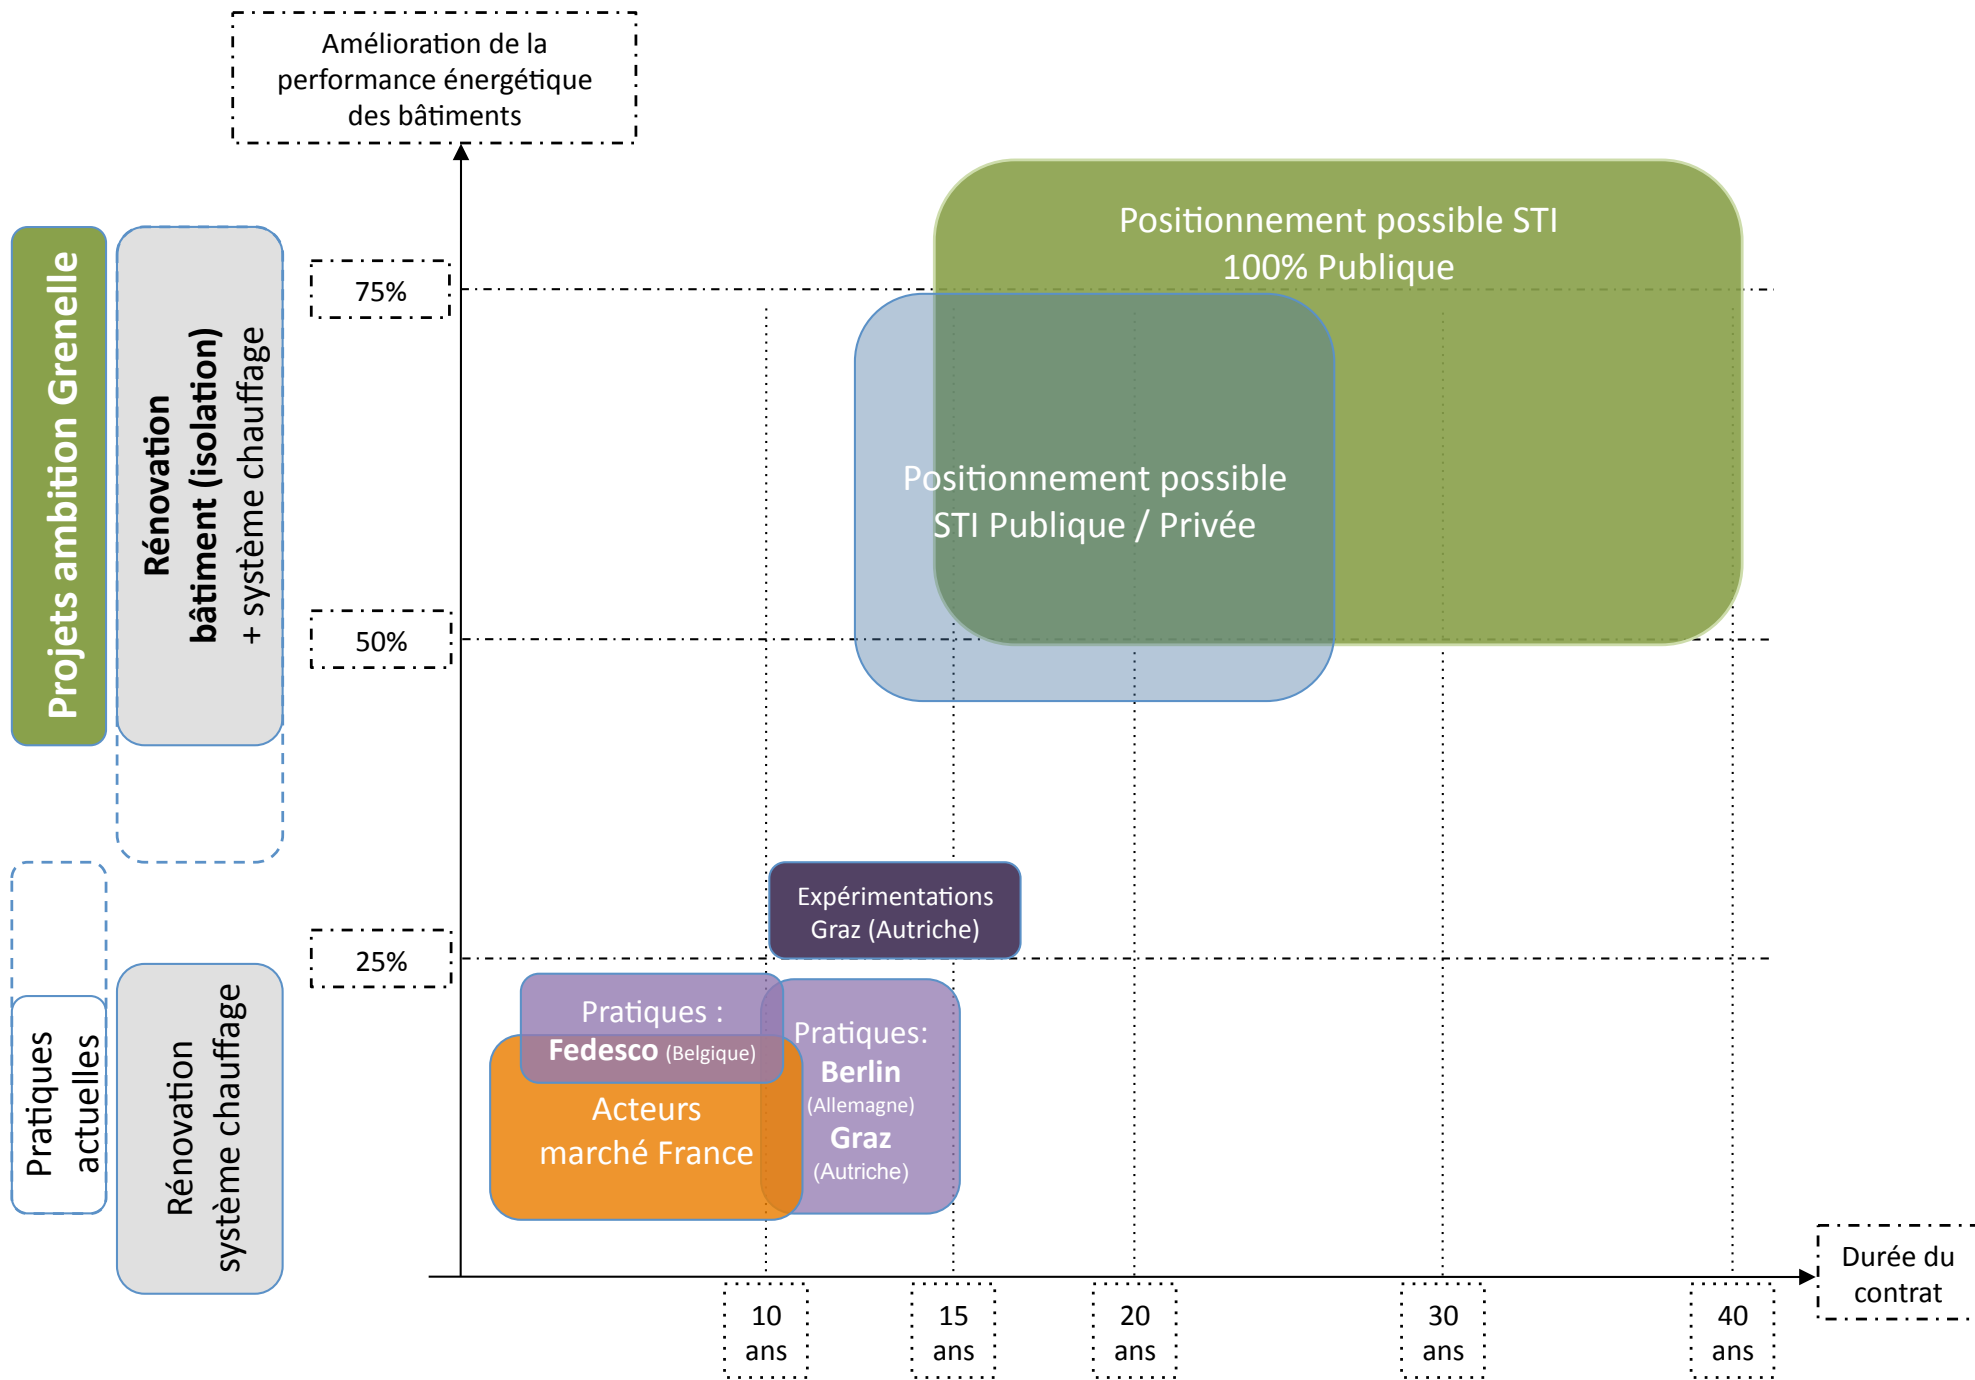 Amélioration de la
performance énergétique
des bâtiments
Projets ambition Grenelle
Rénovation
bâtiment (isolation)
+ système chauffage
75%
50%
25%
Positionnement possible STI
100% Publique
Positionnement possible
STI Publique / Privée
Expérimentations
Graz (Autriche)
Pratiques
actuelles
Rénovation
système chauffage
Pratiques :
Fedesco (Belgique)
Acteurs
marché France
Pratiques:
Berlin
(Allemagne)
Graz
(Autriche)
Durée du
contrat
10
ans
15
ans
20
ans
30
ans
40
ans